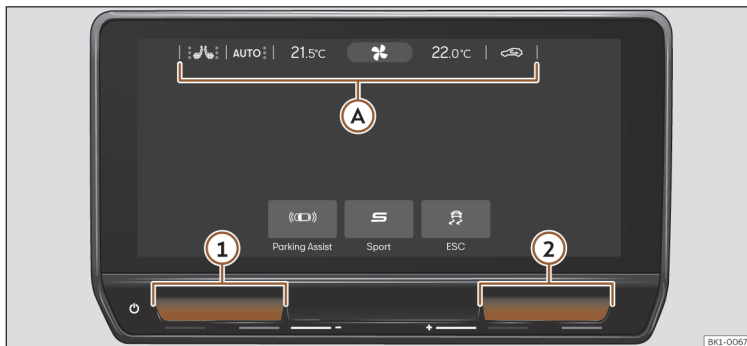 AUTO 21.5°C 22.0°C
A
Parking Assist Sport ESC
1 2
- +
BK1-0067